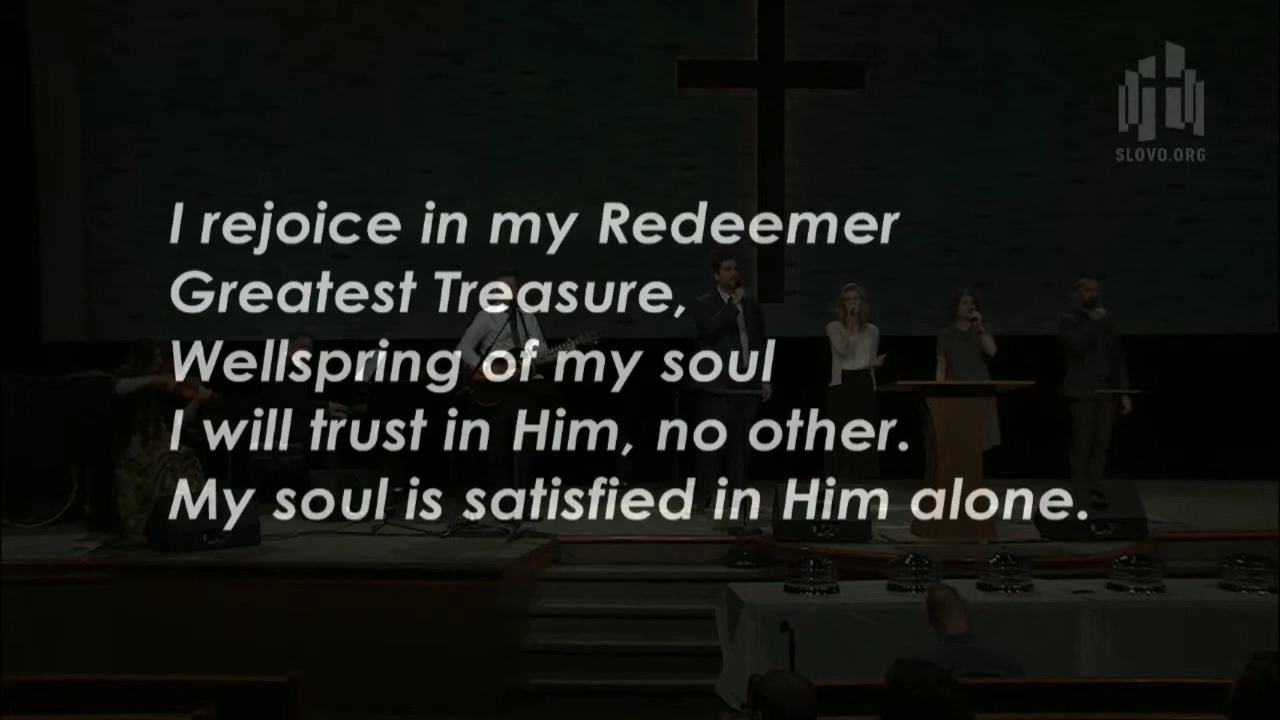 SLOVO.ORG
I rejoice in my Redeemer
Greatest Treasure,
Wellspring of my soul
I will trust in Him, no other.
My soul is satisfied in Him alone.